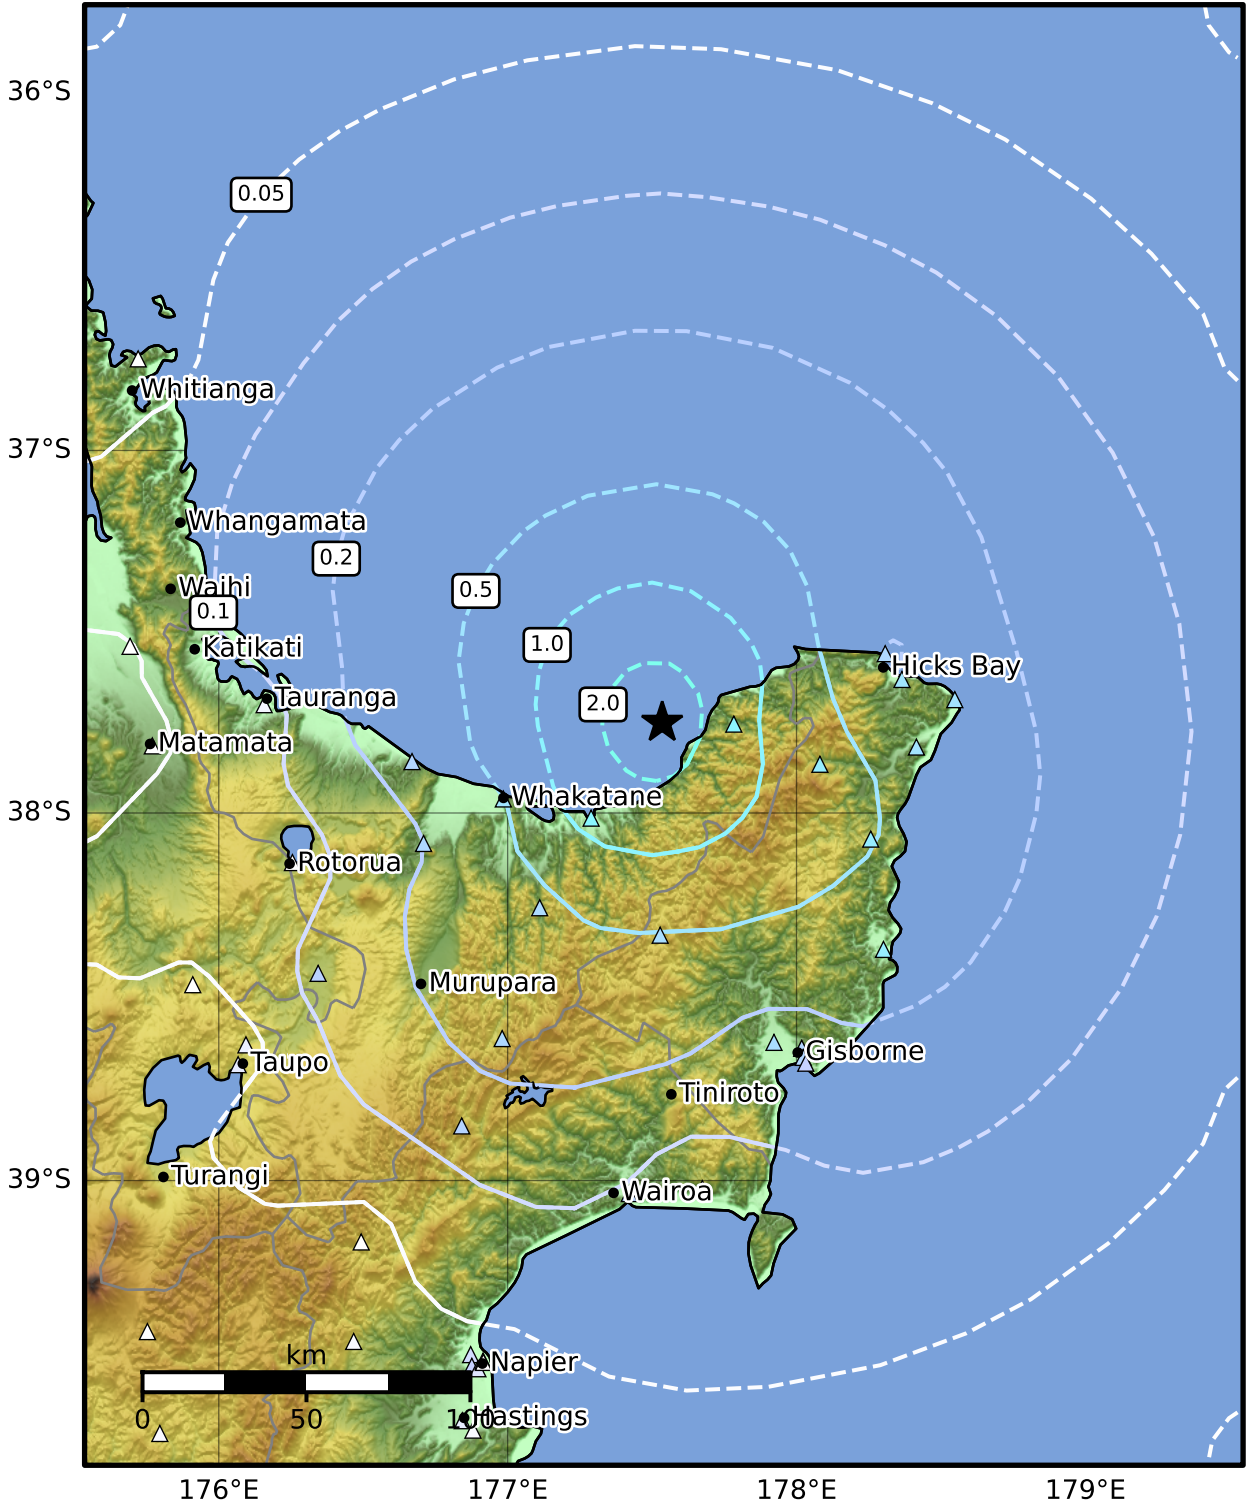 36°S
0.05
Whitianga
37°S
Whangamata
0.2
Waihi
0.5
0.1
1.0
Katikati
Hicks Bay
Tauranga
2.0
Matamata
Whakatane
38°S
Rotorua
Murupara
Gisborne
Taupo
Tiniroto
39°S
Turangi
Wairoa
km
Napier
0 50 100
Hastings
176°E 177°E 178°E 179°E